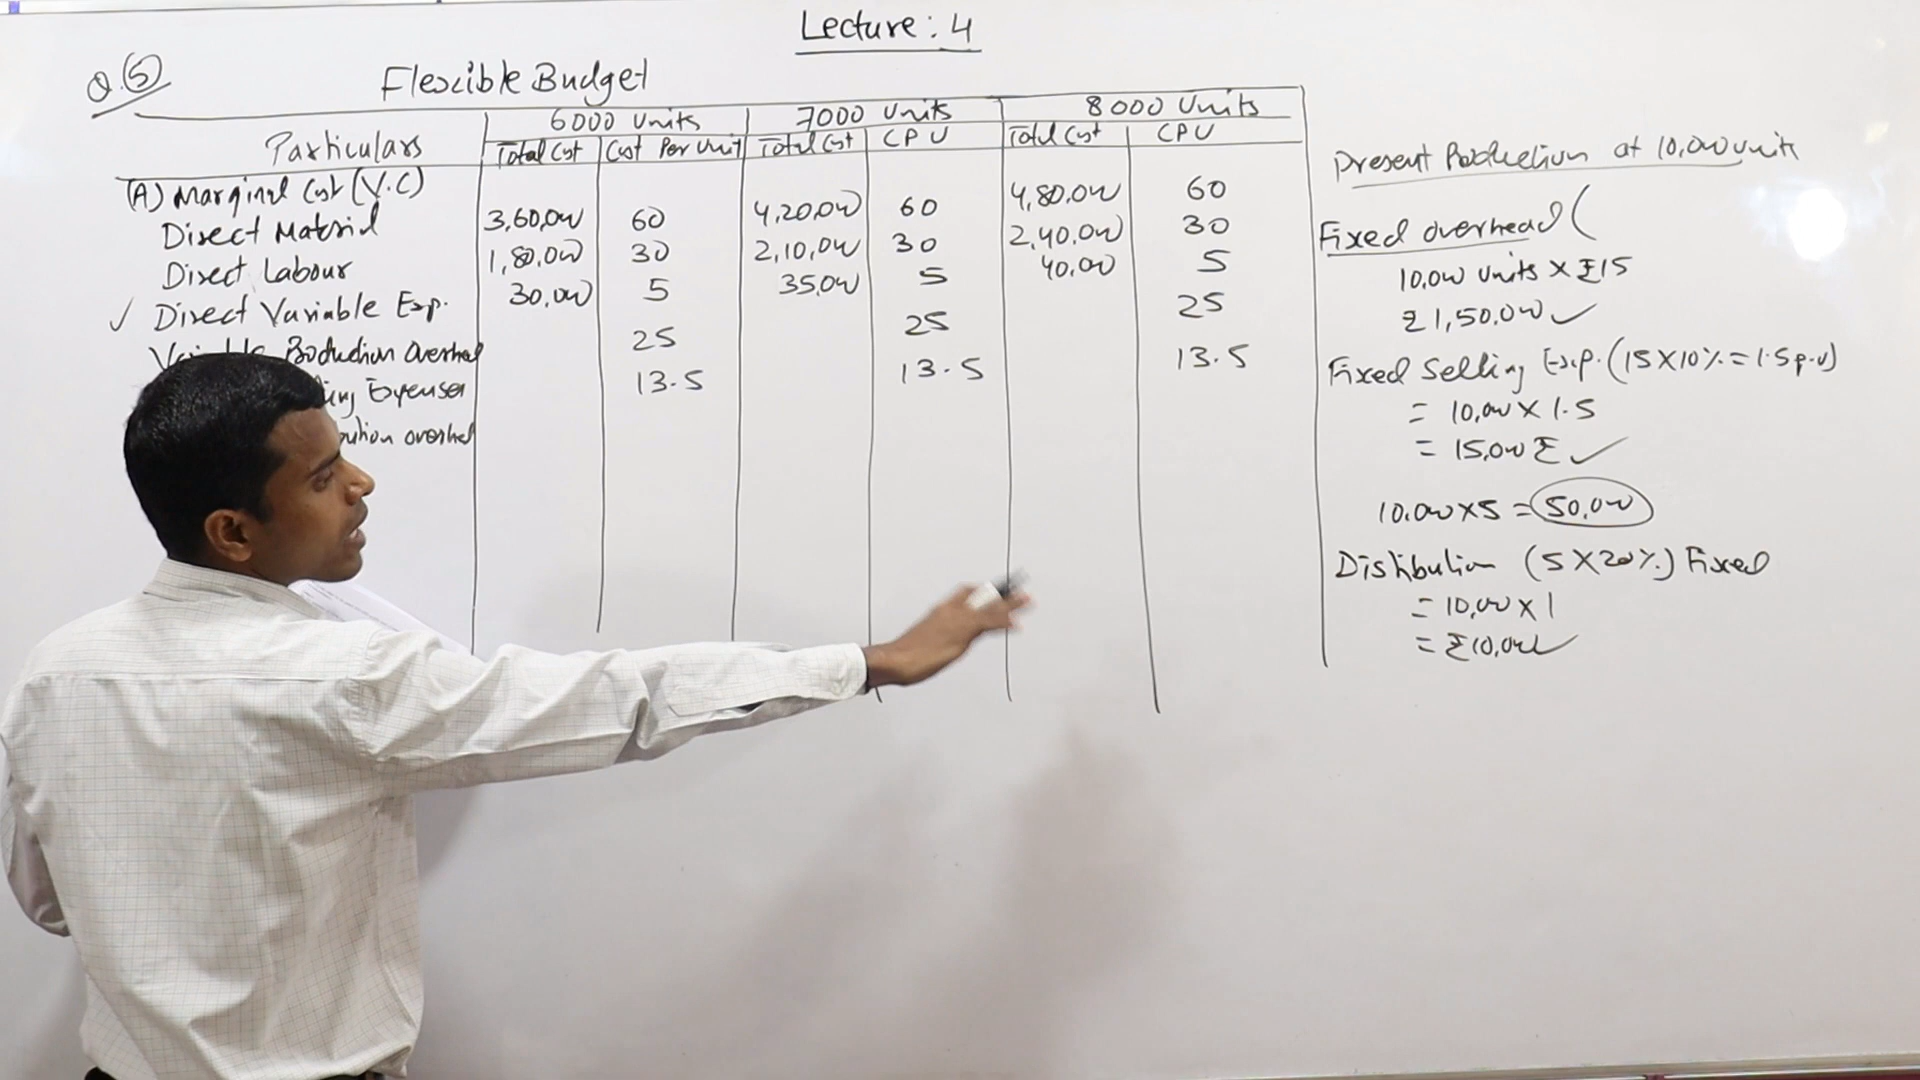 Lecture: 4
Q.(5)
Flexible Budget
Particulars
6000 Units
7000 Units
8000 Units
Total Cost Cost Per Unit Total Cost CPU Total Cost CPU
(A) Marginal Cost (V.C)
Direct Material 3,60,000 60 4,20,000 60 4,80,000 60
Direct Labour 1,80,000 30 2,10,000 30 2,40,000 30
✓ Direct Variable Exp. 30,000 5 35,000 5 40,000 5
Production Overhead 25 25 25
Expenses 13.5 13.5 13.5
overhead
Present Production at 10,000 units
Fixed overhead (
10,000 units × ₹15
₹1,50,000 ✓
Fixed Selling Exp. (15×10% = 1.5 p.u)
= 10,000 × 1.5
= 15,000 ₹ ✓
10,000×5 = 50,000
Distibution (5×20%) Fixed
= 10,000 × 1
= ₹10,000 ✓